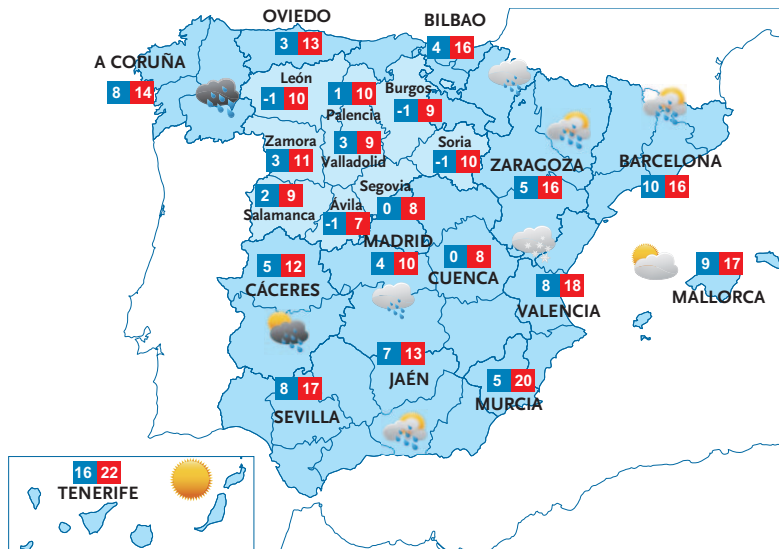 OVIEDO
3 13
BILBAO
4 16
A CORUÑA
8 14
León
-1 10
1 10
Palencia
Burgos
-1 9
Zamora
3 11
3 9
Valladolid
Soria
-1 10
ZARAGOZA
5 16
BARCELONA
10 16
2 9
Salamanca
Ávila
-1 7
Segovia
0 8
MADRID
4 10
0 8
CUENCA
5 12
CÁCERES
8 18
VALENCIA
9 17
MALLORCA
7 13
JAÉN
5 20
MURCIA
8 17
SEVILLA
16 22
TENERIFE